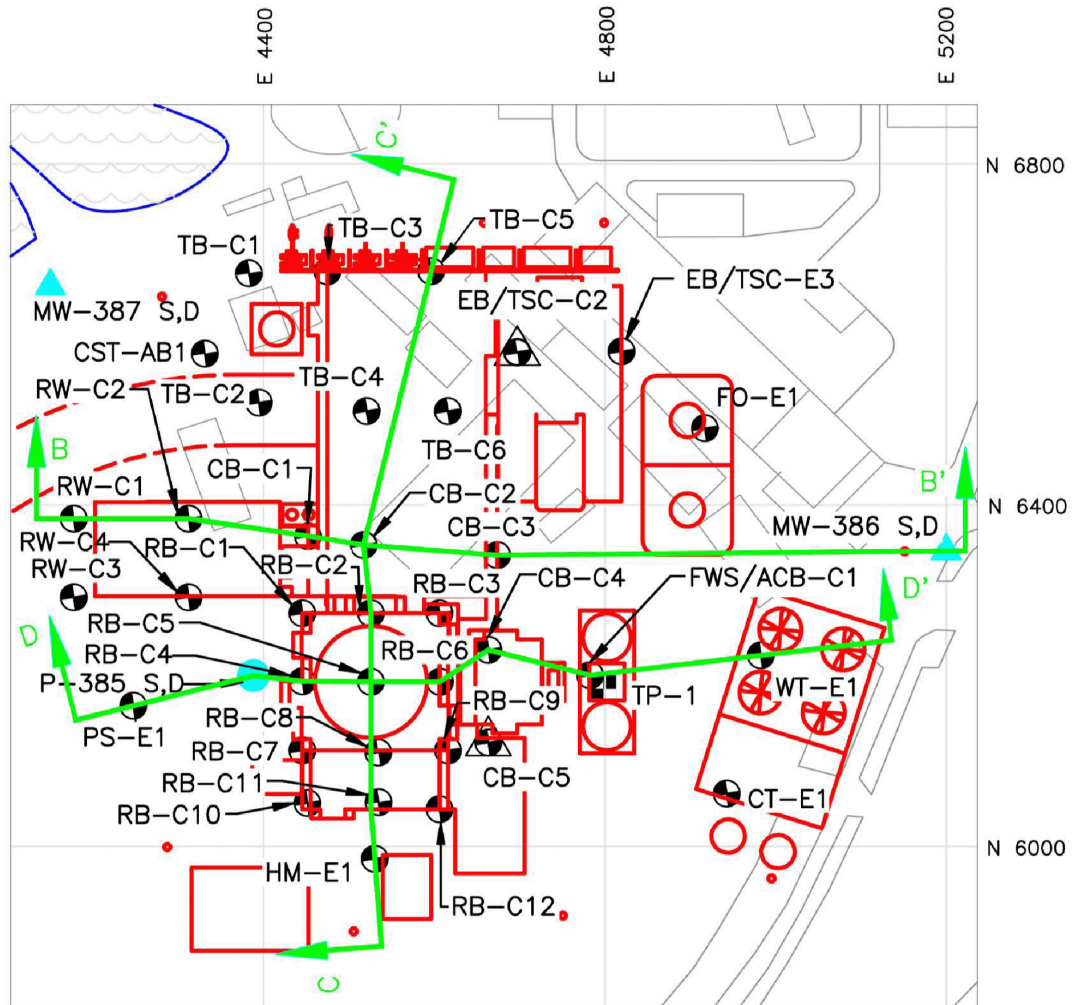 E 4400
E 4800
E 5200
C'
N 6800
TB-C3
TB-C5
TB-C1
EB/TSC-E3
EB/TSC-C2
MW-387 S,D
CST-AB1
TB-C4
RW-C2
TB-C2
FO-E1
B
TB-C6
CB-C1
B'
RW-C1
CB-C2
N 6400
CB-C3
MW-386 S,D
RW-C4
RB-C1
RB-C2
RW-C3
RB-C3
CB-C4
FWS/ACB-C1
D'
D
RB-C5
RB-C6
RB-C4
P-385 S,D
WT-E1
RB-C9
TP-1
RB-C8
PS-E1
RB-C7
CB-C5
RB-C11
CT-E1
RB-C10
N 6000
HM-E1
RB-C12
C